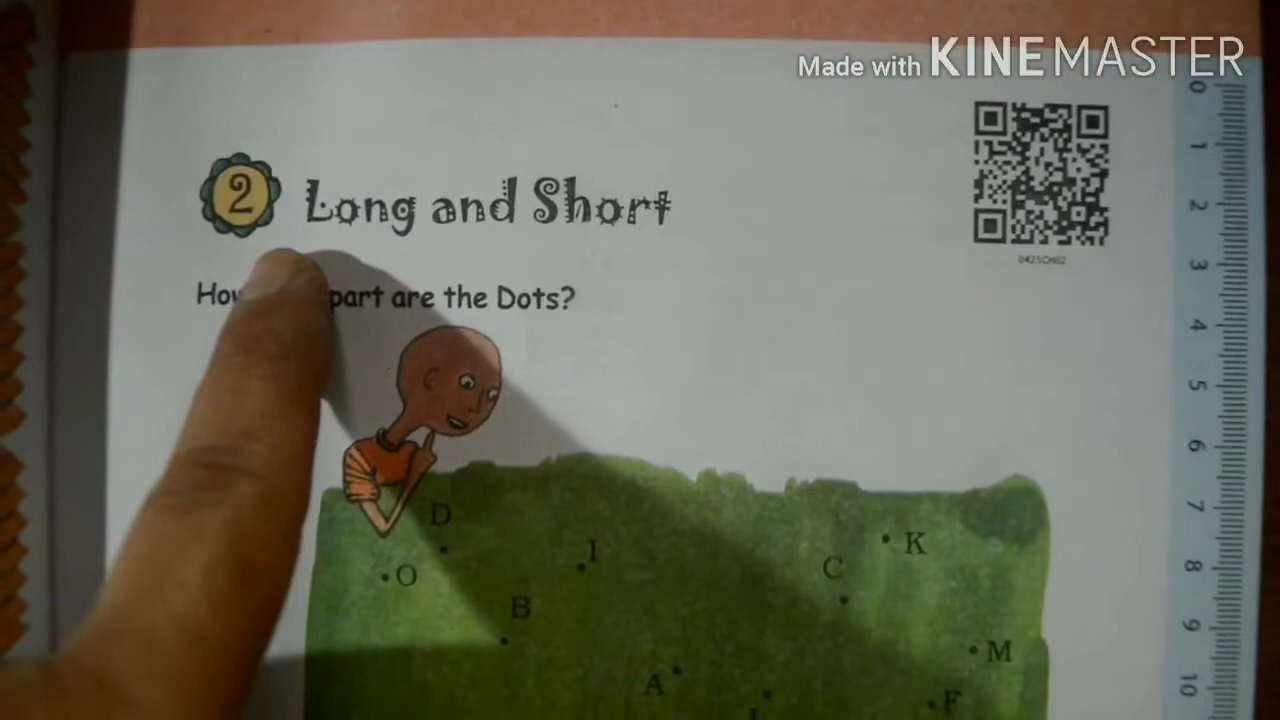 Made with KINEMASTER
2 Long and Short
0425CH02
How part are the Dots?
D
I
K
O
C
B
M
A
F
0
1
2
3
4
5
6
7
8
9
10